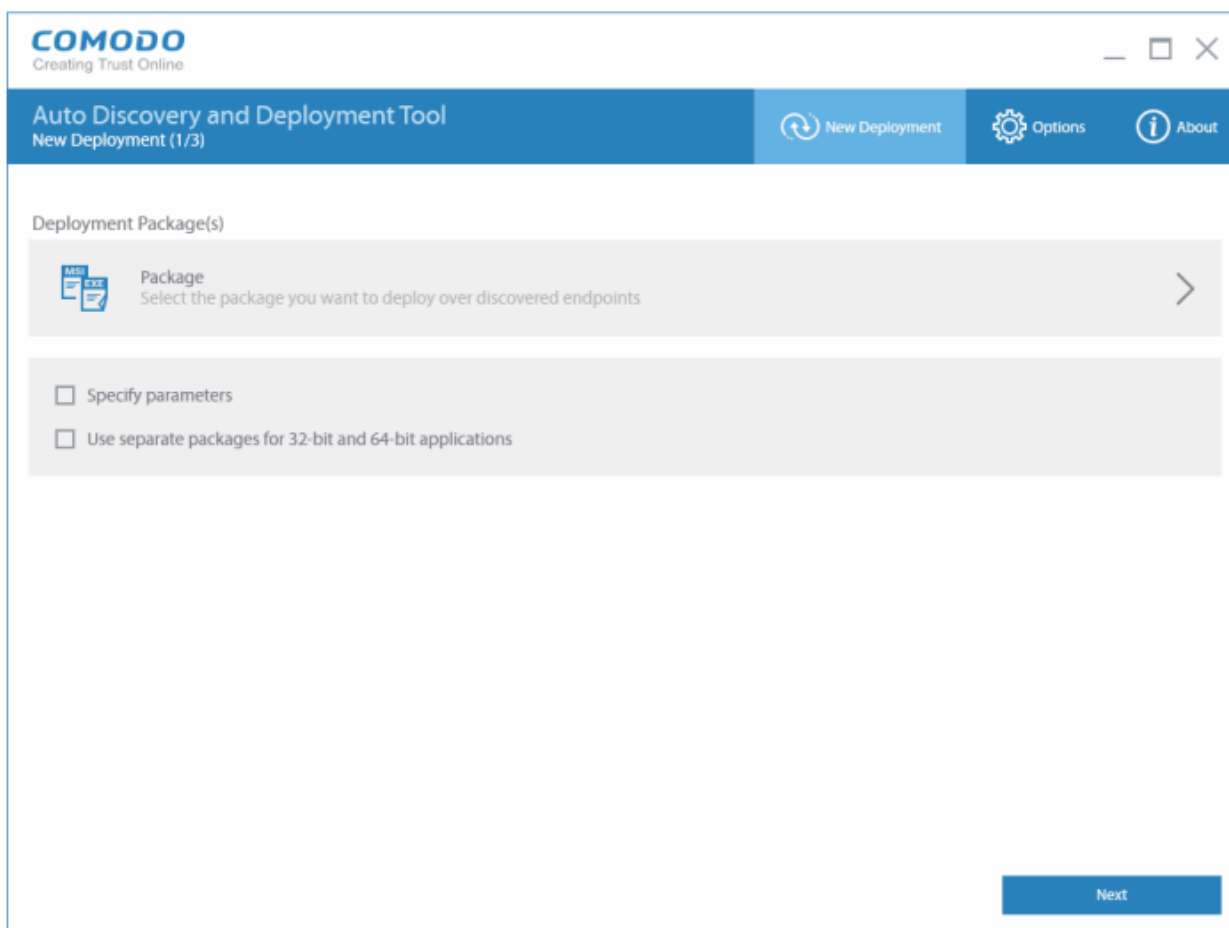 COMODO
Creating Trust Online
Auto Discovery and Deployment Tool
New Deployment (1/3)
New Deployment
Options
About
Deployment Package(s)
MSI
EXE
Package
Select the package you want to deploy over discovered endpoints
Specify parameters
Use separate packages for 32-bit and 64-bit applications
Next